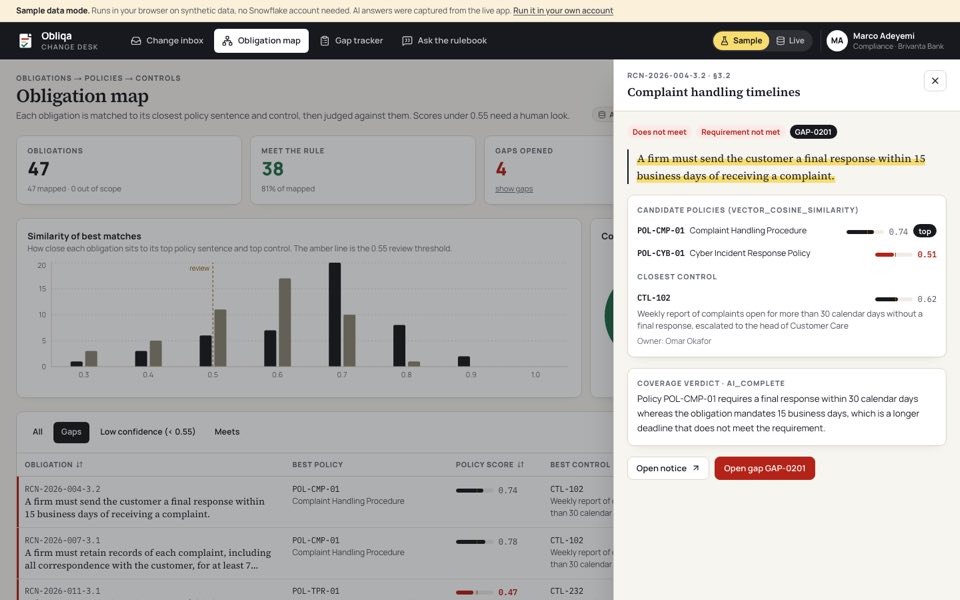 Sample data mode. Runs in your browser on synthetic data, no Snowflake account needed. AI answers were captured from the live app. Run it in your own account
Obliqa
CHANGE DESK
Change inbox
Obligation map
Gap tracker
Ask the rulebook
Sample
Live
MA
Marco Adeyemi
Compliance · Brivanta Bank
OBLIGATIONS → POLICIES → CONTROLS
Obligation map
Each obligation is matched to its closest policy sentence and control, then judged against them. Scores under 0.55 need a human look.
OBLIGATIONS
47
47 mapped · 0 out of scope
MEET THE RULE
38
81% of mapped
GAPS OPENED
4
show gaps
Similarity of best matches
How close each obligation sits to its top policy sentence and top control. The amber line is the 0.55 review threshold.
review
20
15
10
5
0
0.3
0.4
0.5
0.6
0.7
0.8
0.9
1.0
All
Gaps
Low confidence (< 0.55)
Meets
OBLIGATION
BEST POLICY
POLICY SCORE
BEST CONTROL
RCN-2026-004-3.2
A firm must send the customer a final response within
15 business days of receiving a complaint.
POL-CMP-01
Complaint Handling Procedure
0.74
CTL-102
Weekly report of
than 30 calendar
RCN-2026-007-3.1
A firm must retain records of each complaint, including
all correspondence with the customer, for at least 7...
POL-CMP-01
Complaint Handling Procedure
0.78
CTL-102
Weekly report of
than 30 calendar
RCN-2026-011-3.1
POL-TPR-01
0.47
CTL-232
RCN-2026-004-3.2 · §3.2
Complaint handling timelines
Does not meet
Requirement not met
GAP-0201
A firm must send the customer a final response within 15
business days of receiving a complaint.
CANDIDATE POLICIES (VECTOR_COSINE_SIMILARITY)
POL-CMP-01 Complaint Handling Procedure 0.74 top
POL-CYB-01 Cyber Incident Response Policy 0.51
CLOSEST CONTROL
CTL-102 0.62
Weekly report of complaints open for more than 30 calendar days without a
final response, escalated to the head of Customer Care
Owner: Omar Okafor
COVERAGE VERDICT · AI_COMPLETE
Policy POL-CMP-01 requires a final response within 30 calendar days
whereas the obligation mandates 15 business days, which is a longer
deadline that does not meet the requirement.
Open notice
Open gap GAP-0201